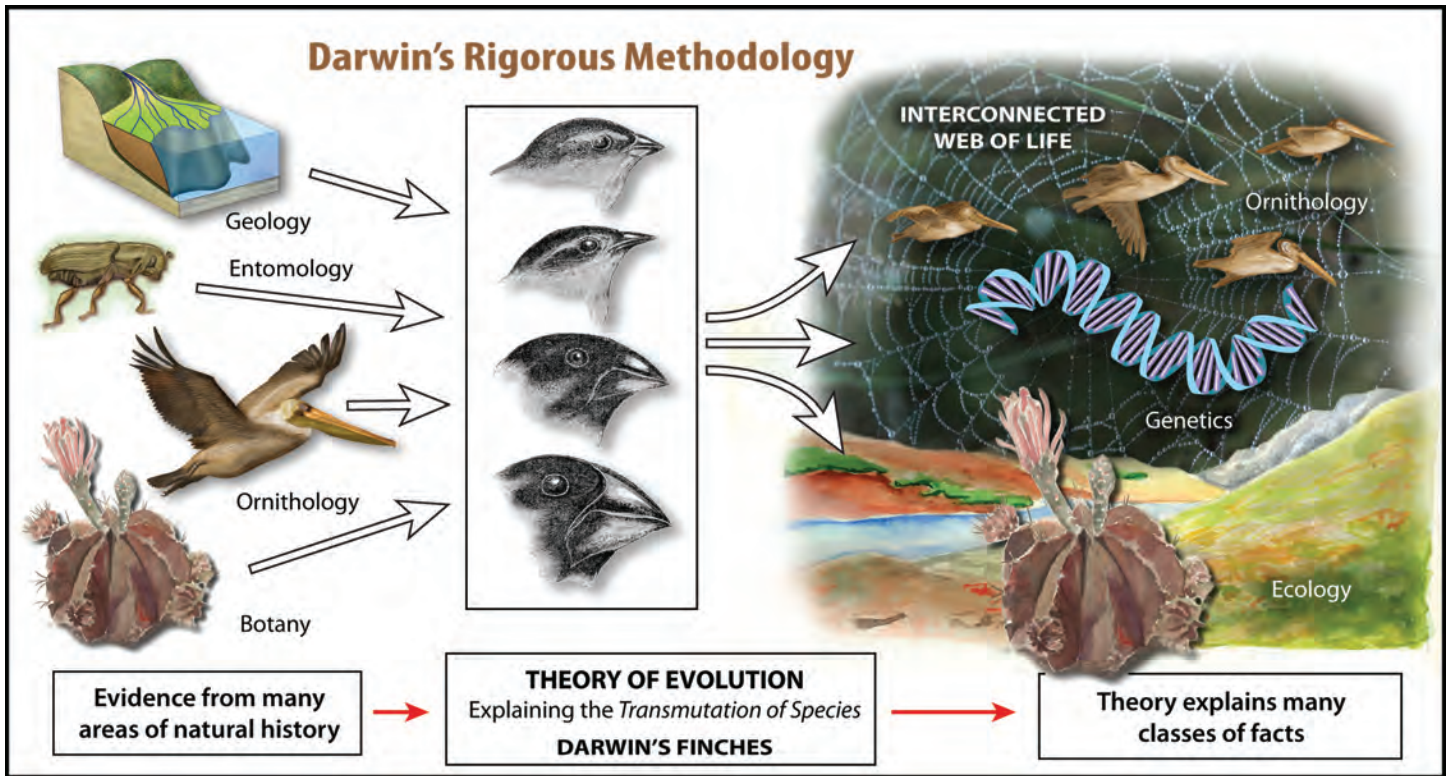 Darwin’s Rigorous Methodology
Geology
Entomology
Ornithology
Botany
INTERCONNECTED
WEB OF LIFE
Ornithology
Genetics
Ecology
Evidence from many
areas of natural history
THEORY OF EVOLUTION
Explaining the Transmutation of Species
DARWIN’S FINCHES
Theory explains many
classes of facts